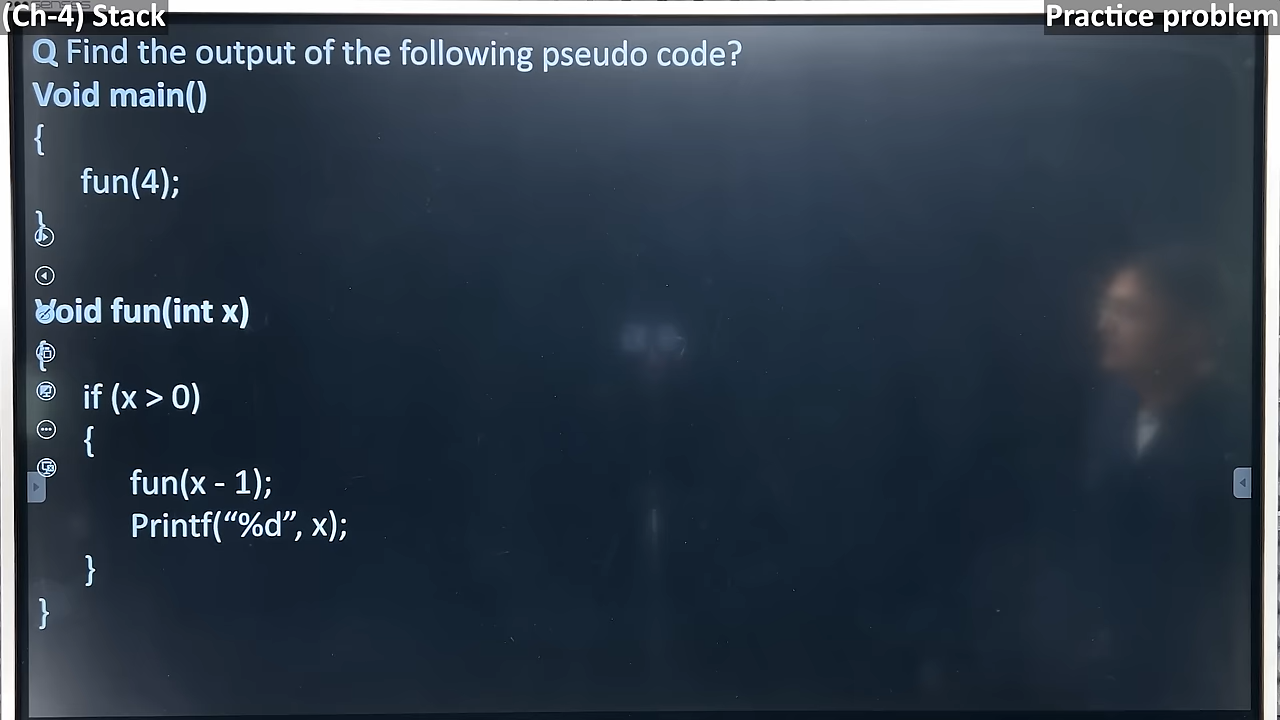 (Ch-4) Stack
Practice problem
Q Find the output of the following pseudo code?
Void main()
{
fun(4);
}
Void fun(int x)
{
if (x > 0)
{
fun(x - 1);
Printf(“%d”, x);
}
}